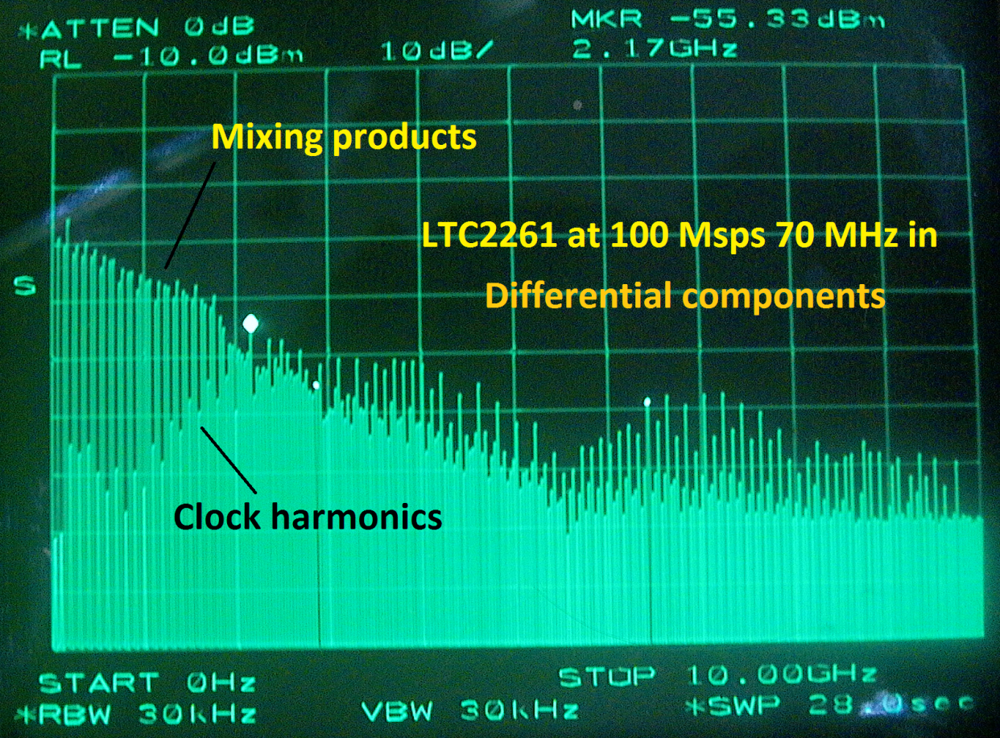 *ATTEN 0dB
RL -10.0dBm 10dB/
MKR -55.33dBm
2.17GHz
Mixing products
LTC2261 at 100 Msps 70 MHz in
Differential components
S
Clock harmonics
START 0Hz
STOP 10.00GHz
*RBW 30kHz VBW 30kHz *SWP 28.0sec